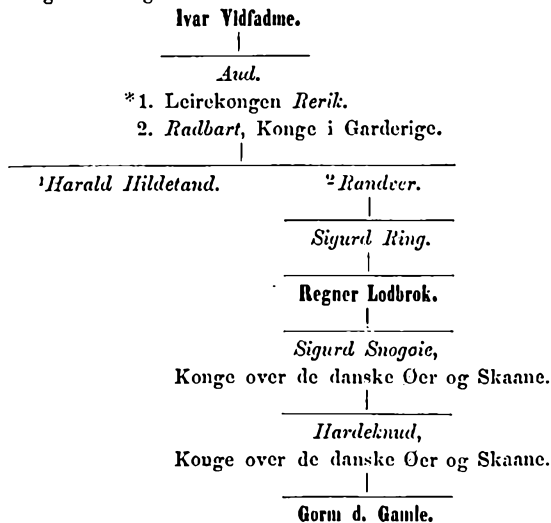 Ivar Vidfadme.
Aud.
*1. Leirekongen Rerik.
2. Radbart, Konge i Garderige.
¹Harald Hildetand. ²Randver.
Sigurd Ring.
Regner Lodbrok.
Sigurd Snogøie,
Konge over de danske Øer og Skaane.
Hardeknud,
Konge over de danske Øer og Skaane.
Gorm d. Gamle.